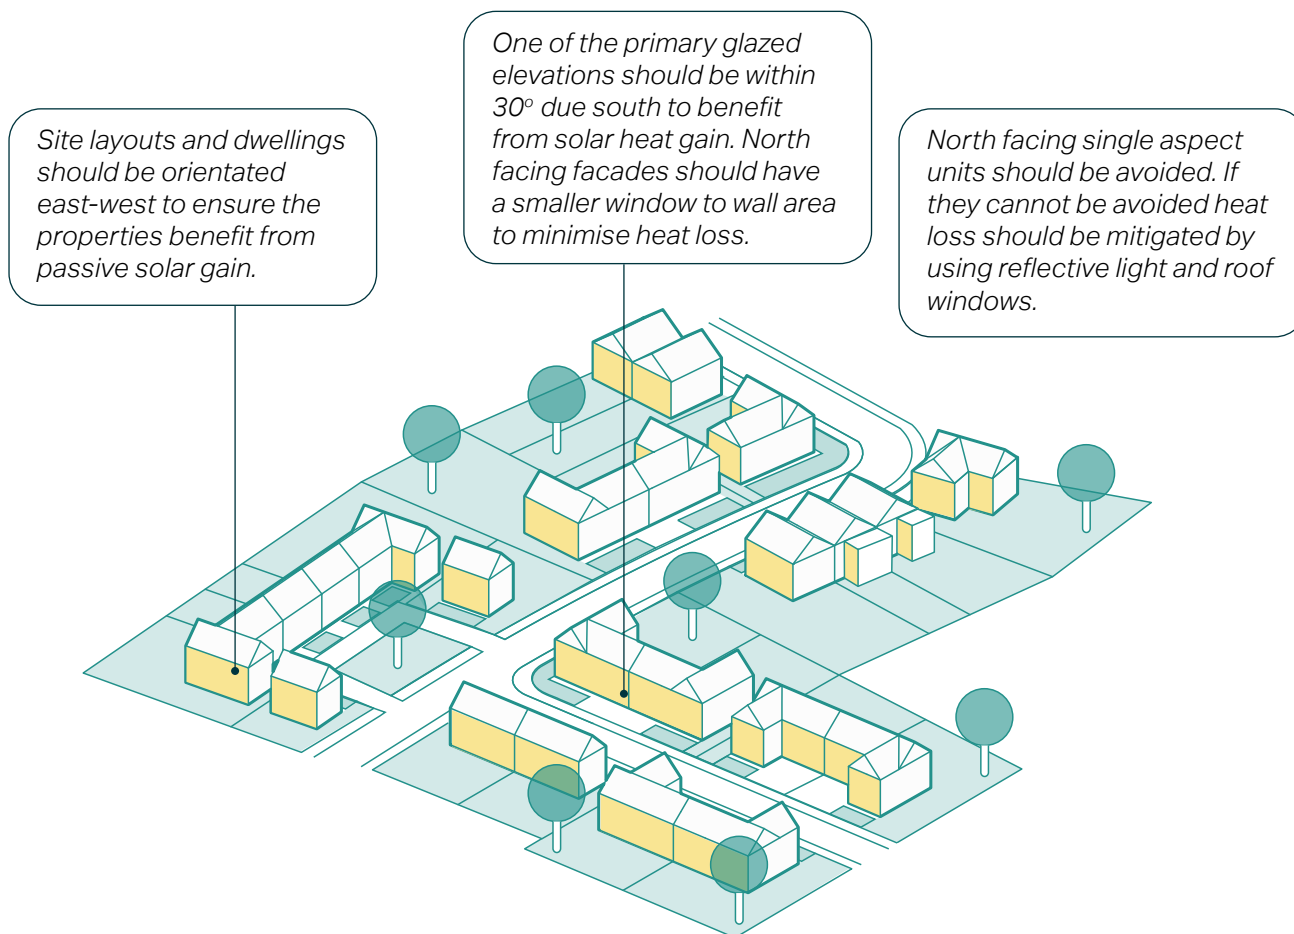 Site layouts and dwellings
should be orientated
east-west to ensure the
properties benefit from
passive solar gain.
One of the primary glazed
elevations should be within
30º due south to benefit
from solar heat gain. North
facing facades should have
a smaller window to wall area
to minimise heat loss.
North facing single aspect
units should be avoided. If
they cannot be avoided heat
loss should be mitigated by
using reflective light and roof
windows.